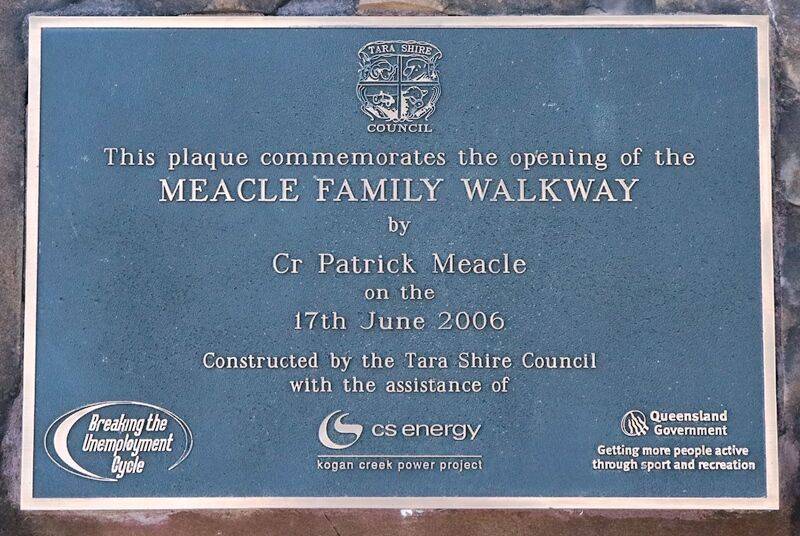 TARA SHIRE
COUNCIL
This plaque commemorates the opening of the
MEACLE FAMILY WALKWAY
by
Cr Patrick Meacle
on the
17th June 2006
Constructed by the Tara Shire Council
with the assistance of
Breaking the
Unemployment
Cycle
cs energy
kogan creek power project
Queensland
Government
Getting more people active
through sport and recreation